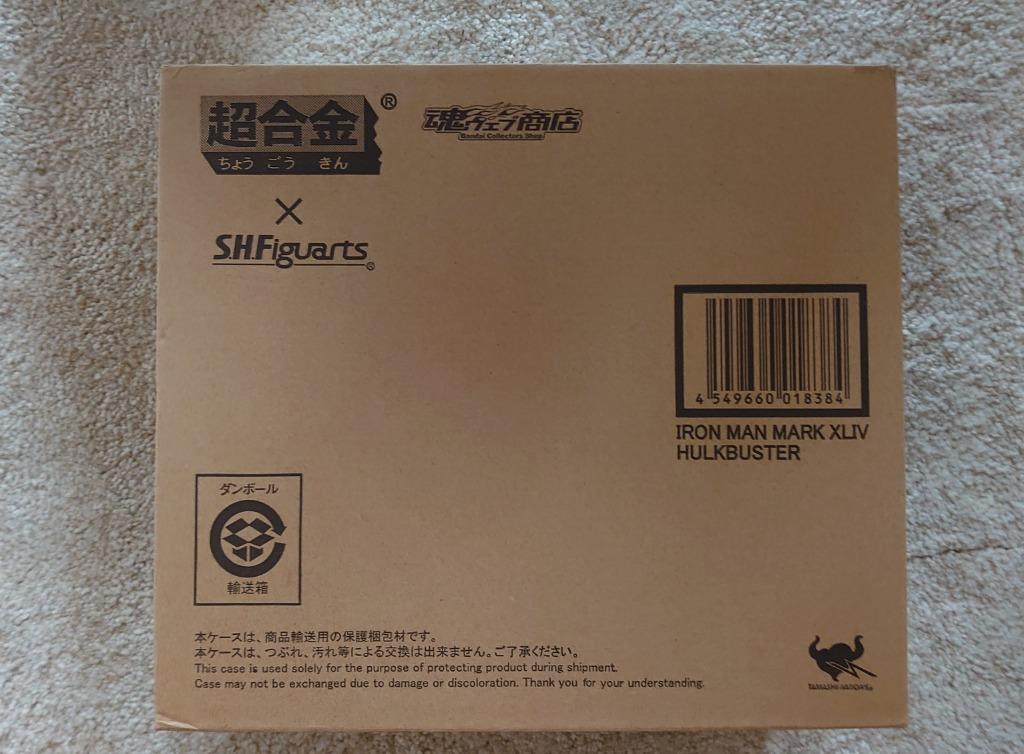 超合金®
ちょう ごう きん
魂ウェブ商店
Bandai Collectors Shop
×
S.H.Figuarts®
4 549660 018384
IRON MAN MARK XLIV
HULKBUSTER
ダンボール
輸送箱
本ケースは、商品輸送用の保護梱包材です。
本ケースは、つぶれ、汚れ等による交換は出来ません。ご了承ください。
This case is used solely for the purpose of protecting product during shipment.
Case may not be exchanged due to damage or discoloration. Thank you for your understanding.
TAMASHII NATIONS